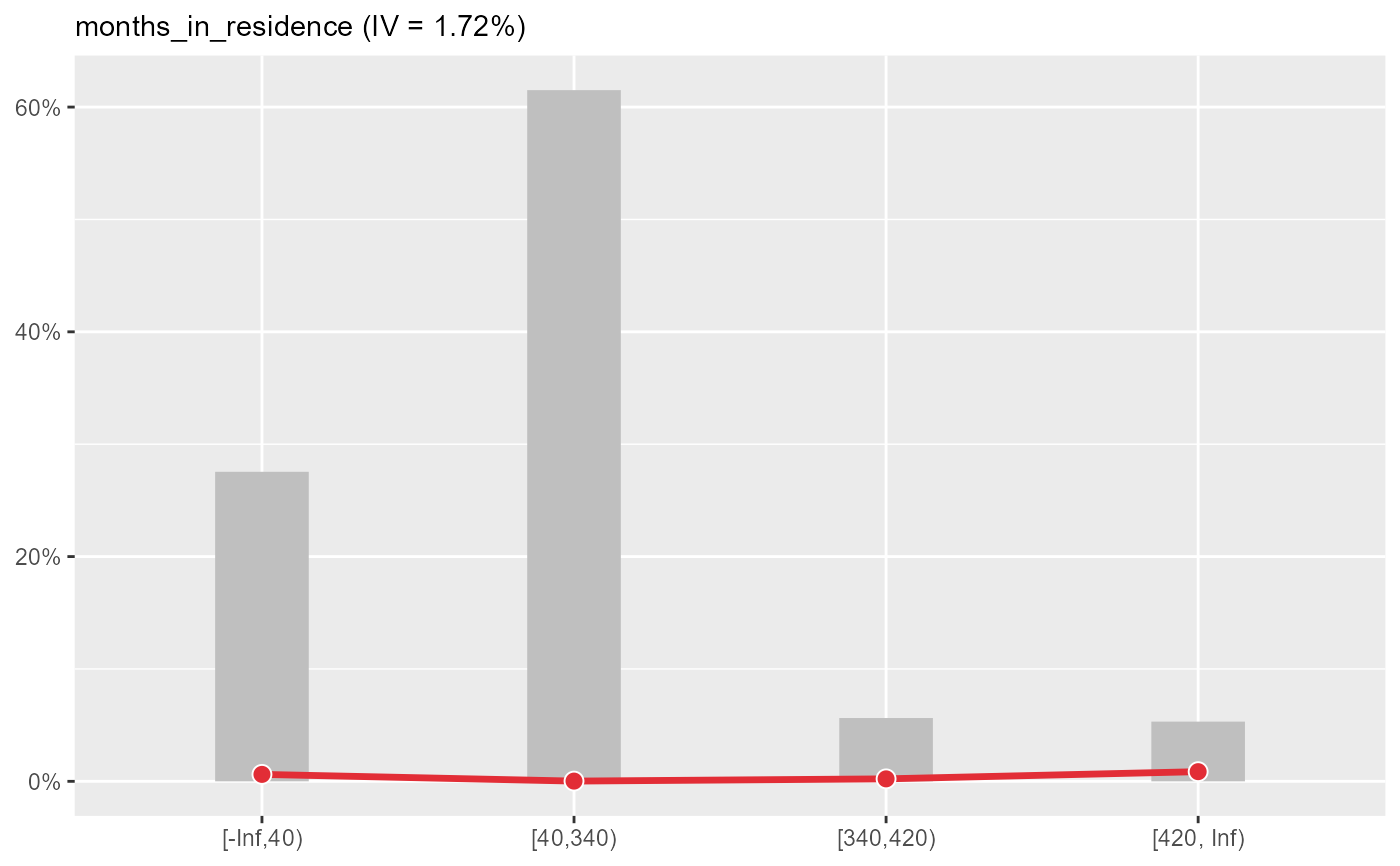 months_in_residence (IV = 1.72%)
60%
40%
20%
0%
[-Inf,40)
[40,340)
[340,420)
[420, Inf)